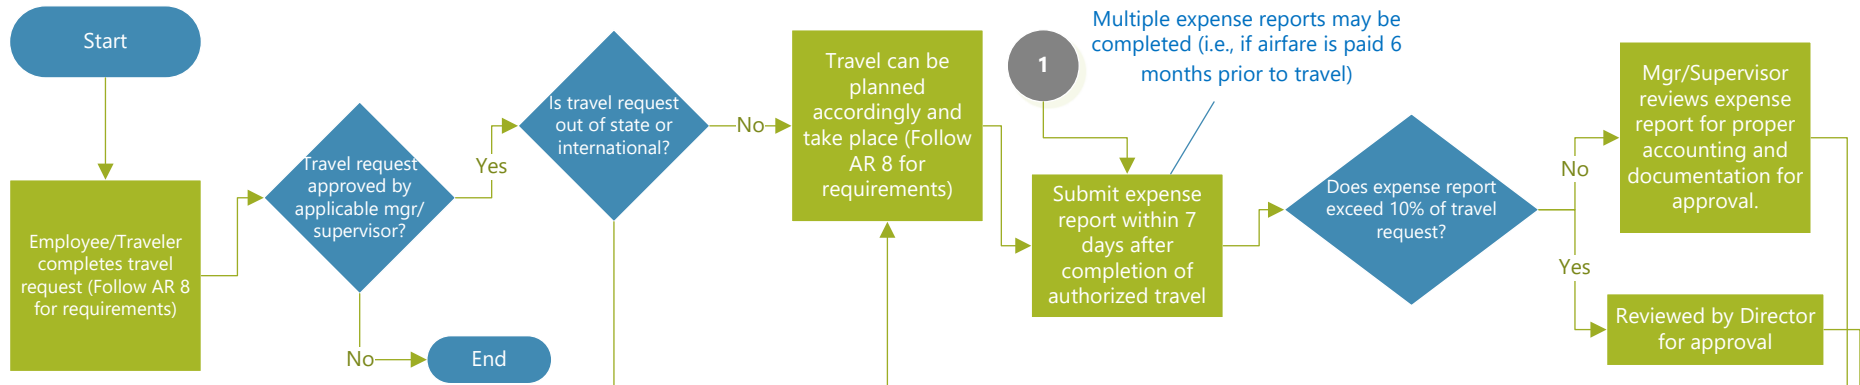 Start
Employee/Traveler
completes travel
request (Follow AR 8
for requirements)
Travel request
approved by
applicable mgr/
supervisor?
No
End
Yes
Is travel request
out of state or
international?
No
Travel can be
planned
accordingly and
take place (Follow
AR 8 for
requirements)
1
Multiple expense reports may be
completed (i.e., if airfare is paid 6
months prior to travel)
Submit expense
report within 7
days after
completion of
authorized travel
Does expense report
exceed 10% of travel
request?
No
Mgr/Supervisor
reviews expense
report for proper
accounting and
documentation for
approval.
Yes
Reviewed by Director
for approval